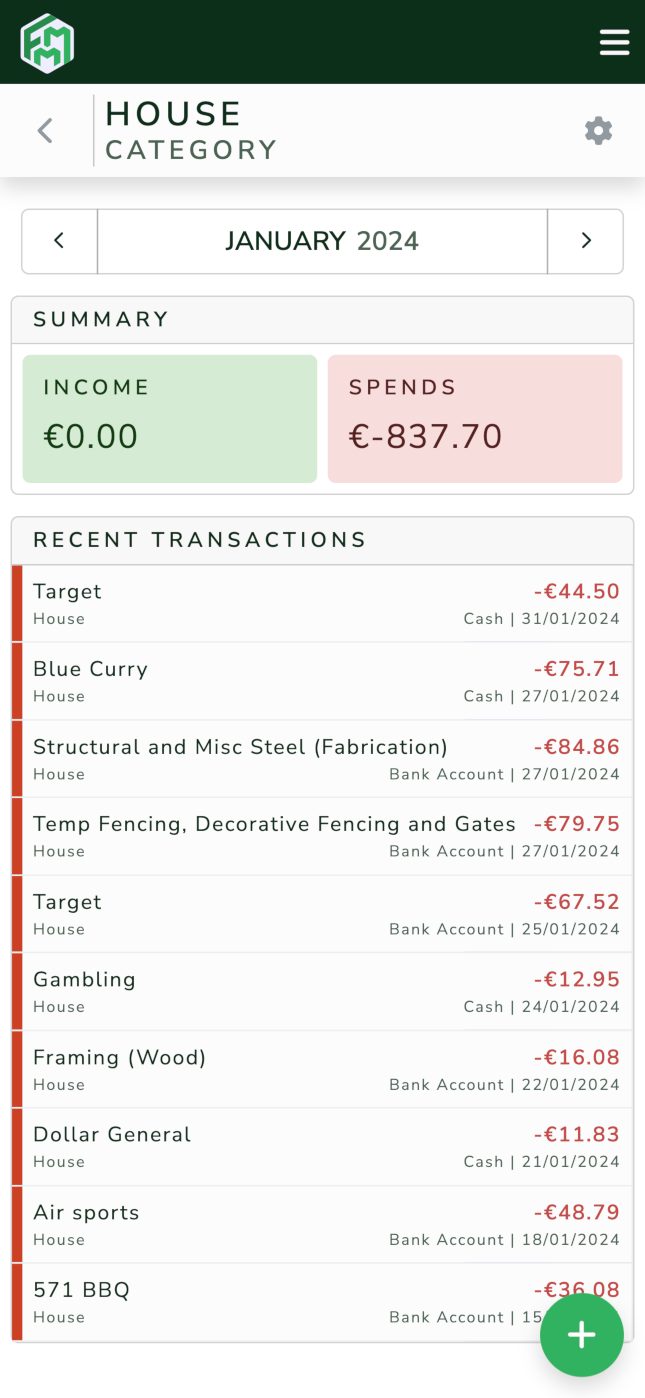 HOUSE
CATEGORY
JANUARY 2024
SUMMARY
INCOME
€0.00
SPENDS
€-837.70
RECENT TRANSACTIONS
Target -€44.50
House Cash | 31/01/2024
Blue Curry -€75.71
House Cash | 27/01/2024
Structural and Misc Steel (Fabrication) -€84.86
House Bank Account | 27/01/2024
Temp Fencing, Decorative Fencing and Gates -€79.75
House Bank Account | 27/01/2024
Target -€67.52
House Bank Account | 25/01/2024
Gambling -€12.95
House Cash | 24/01/2024
Framing (Wood) -€16.08
House Bank Account | 22/01/2024
Dollar General -€11.83
House Cash | 21/01/2024
Air sports -€48.79
House Bank Account | 18/01/2024
571 BBQ -€36.08
House Bank Account |